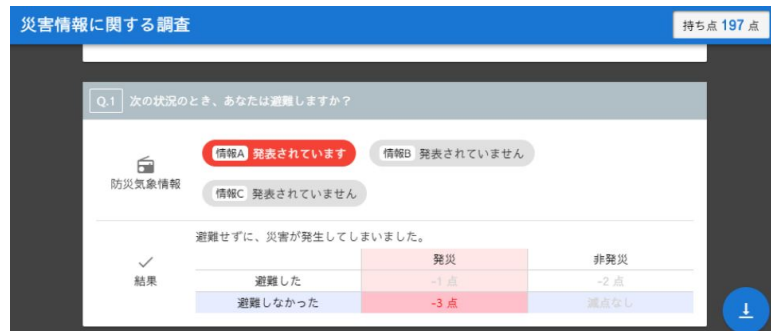 災害情報に関する調査
持ち点 197 点
Q.1 次の状況のとき、あなたは避難しますか？
情報A 発表されています 情報B 発表されていません
防災気象情報
情報C 発表されていません
避難せずに、災害が発生してしまいました。
発災 非発災
結果
避難した -1 点 -2 点
避難しなかった -3 点 減点なし